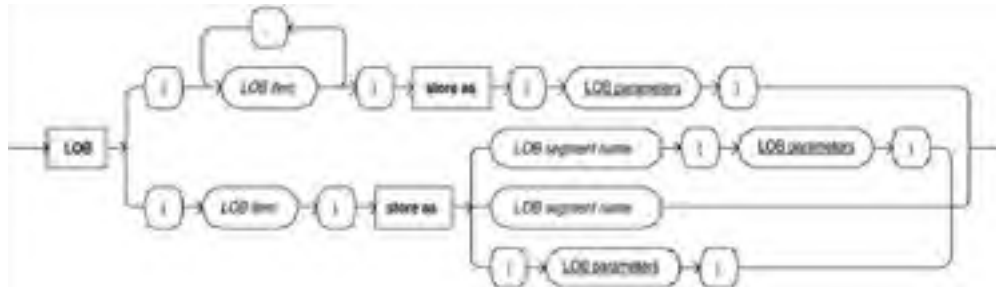 ,
( LOB item ) store as ( LOB parameters )
LOB
LOB segment name ( LOB parameters )
( LOB item ) store as LOB segment name
( LOB parameters )